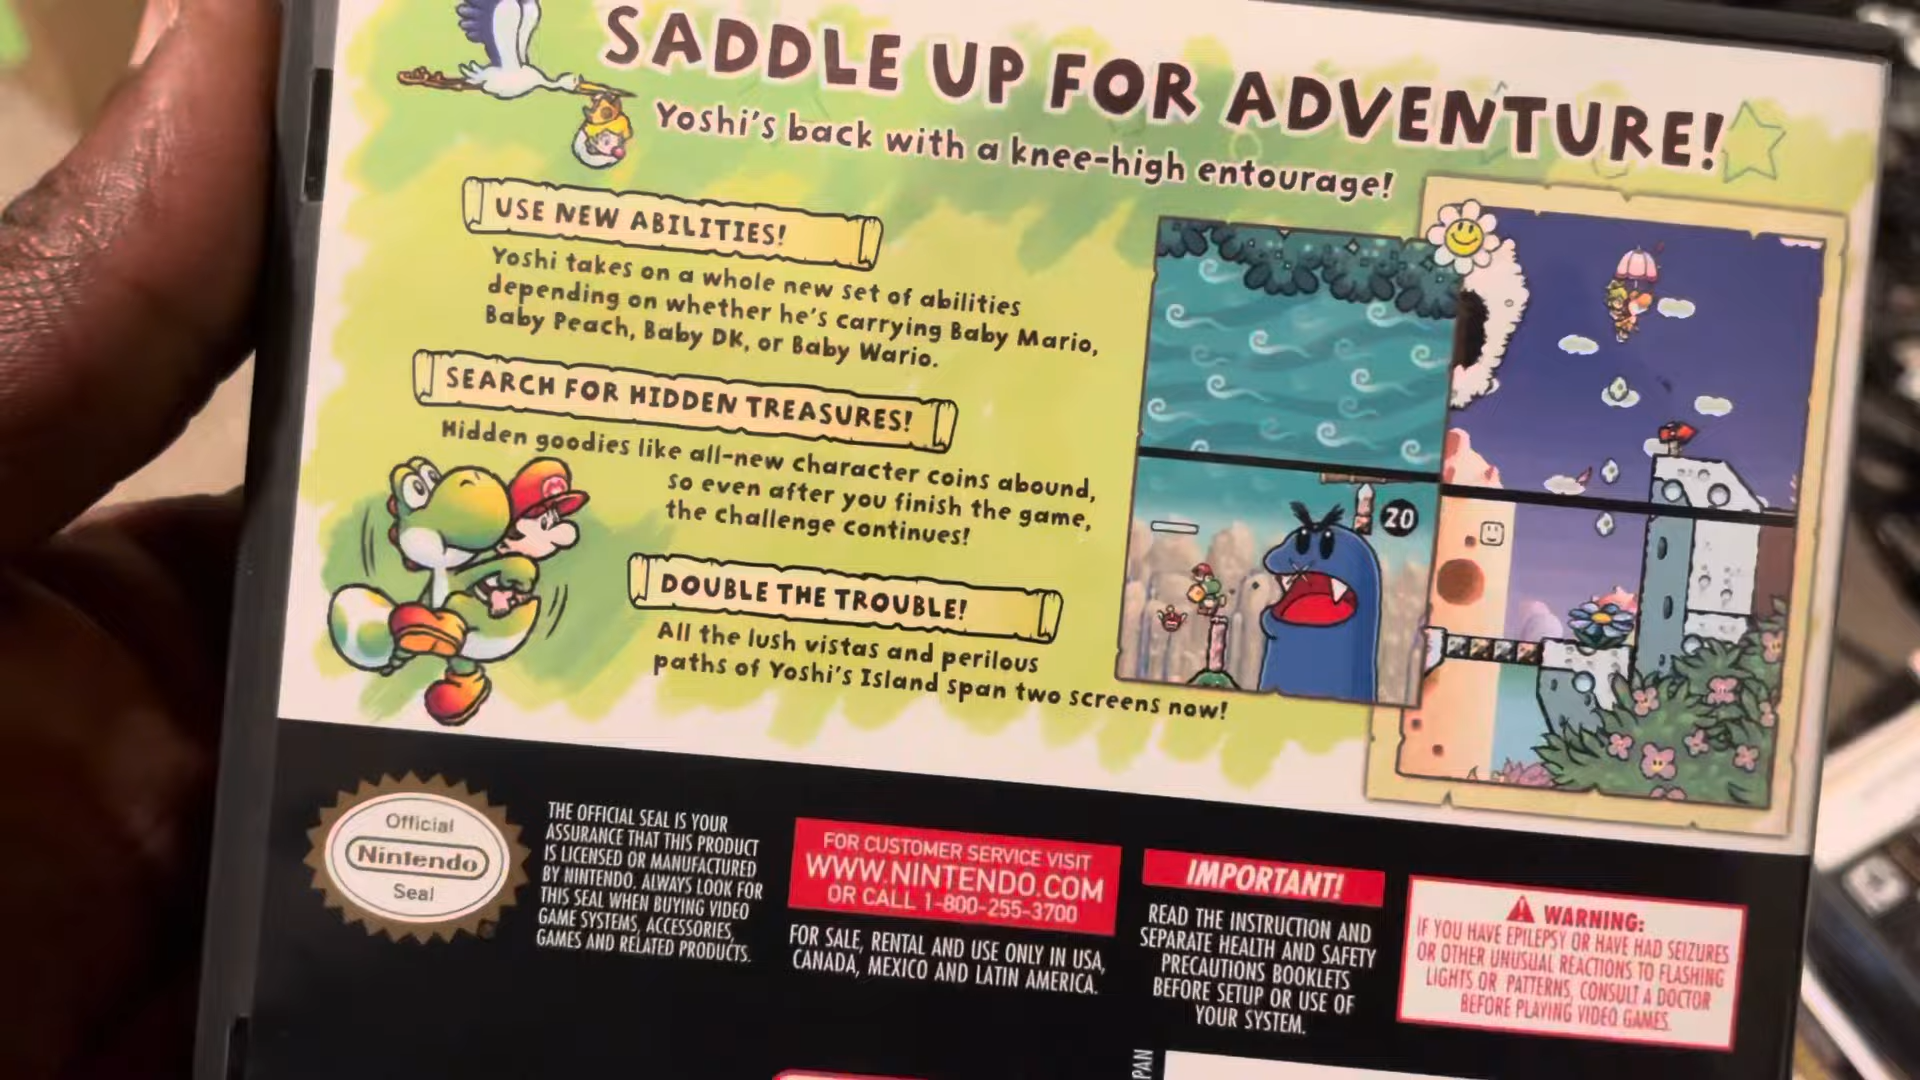 SADDLE UP FOR ADVENTURE!
Yoshi's back with a knee-high entourage!
USE NEW ABILITIES!
Yoshi takes on a whole new set of abilities
depending on whether he's carrying Baby Mario,
Baby Peach, Baby DK, or Baby Wario.
SEARCH FOR HIDDEN TREASURES!
Hidden goodies like all-new character coins abound,
so even after you finish the game,
the challenge continues!
DOUBLE THE TROUBLE!
All the lush vistas and perilous
paths of Yoshi's Island span two screens now!
20
Official
Nintendo
Seal
THE OFFICIAL SEAL IS YOUR
ASSURANCE THAT THIS PRODUCT
IS LICENSED OR MANUFACTURED
BY NINTENDO. ALWAYS LOOK FOR
THIS SEAL WHEN BUYING VIDEO
GAME SYSTEMS, ACCESSORIES,
GAMES AND RELATED PRODUCTS.
FOR CUSTOMER SERVICE VISIT
WWW.NINTENDO.COM
OR CALL 1-800-255-3700
FOR SALE, RENTAL AND USE ONLY IN USA,
CANADA, MEXICO AND LATIN AMERICA.
IMPORTANT!
READ THE INSTRUCTION AND
SEPARATE HEALTH AND SAFETY
PRECAUTIONS BOOKLETS
BEFORE SETUP OR USE OF
YOUR SYSTEM.
WARNING:
IF YOU HAVE EPILEPSY OR HAVE HAD SEIZURES
OR OTHER UNUSUAL REACTIONS TO FLASHING
LIGHTS OR PATTERNS, CONSULT A DOCTOR
BEFORE PLAYING VIDEO GAMES.
PAN